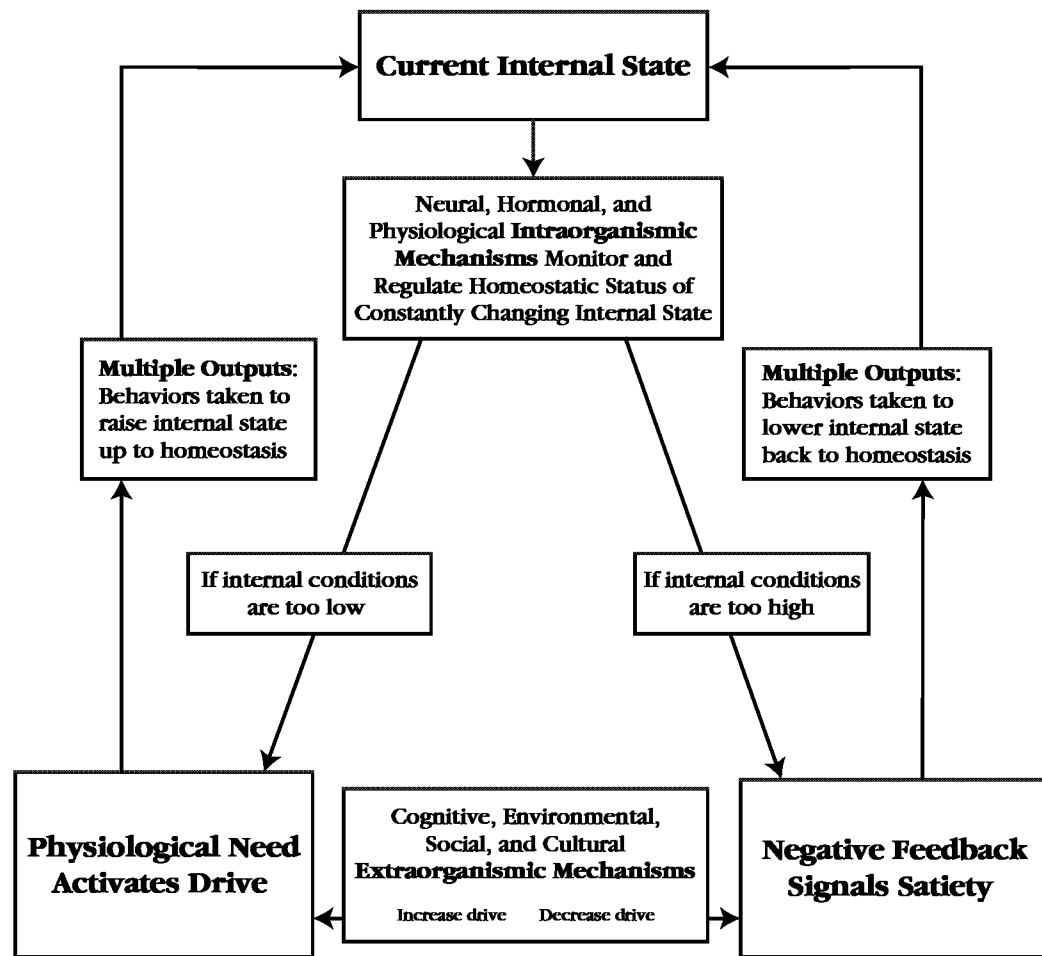 Current Internal State
Neural, Hormonal, and
Physiological Intraorganismic
Mechanisms Monitor and
Regulate Homeostatic Status of
Constantly Changing Internal State
Multiple Outputs:
Behaviors taken to
raise internal state
up to homeostasis
Multiple Outputs:
Behaviors taken to
lower internal state
back to homeostasis
If internal conditions
are too low
If internal conditions
are too high
Physiological Need
Activates Drive
Cognitive, Environmental,
Social, and Cultural
Extraorganismic Mechanisms
Increase drive Decrease drive
Negative Feedback
Signals Satiety